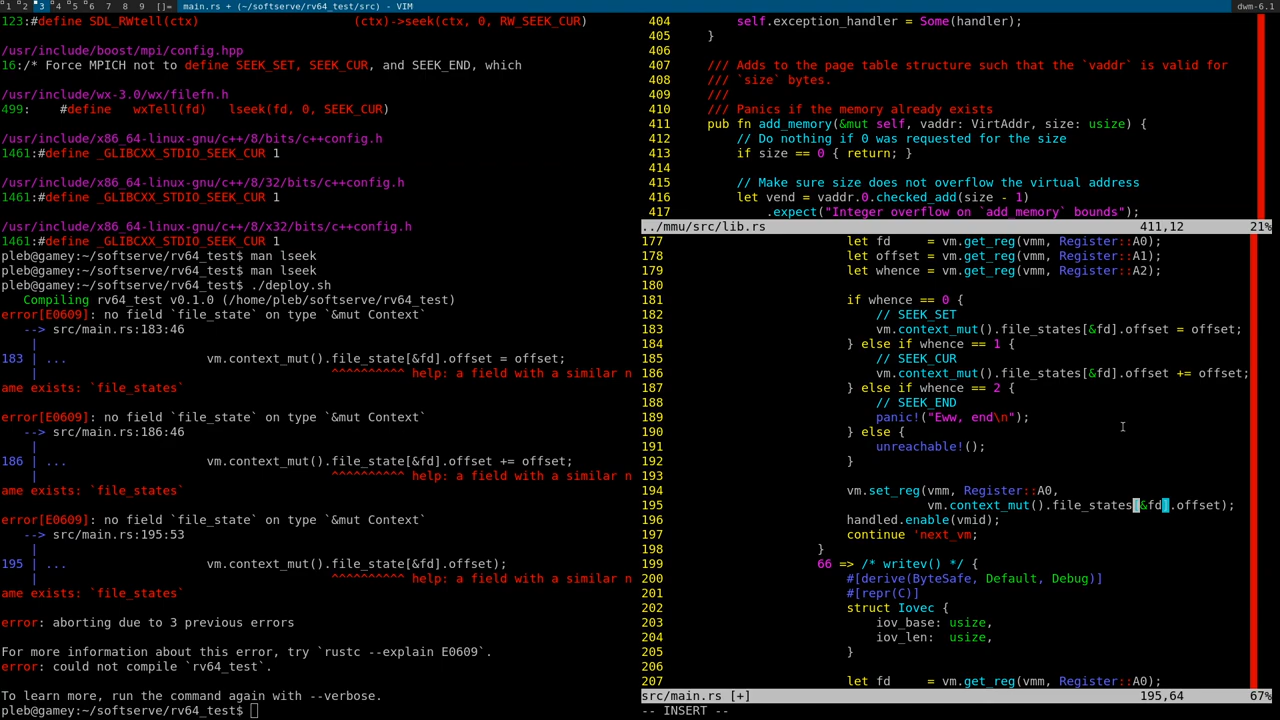 1 2 3 4 5 6 7 8 9 []= main.rs + (~/softserve/rv64_test/src) - VIM dwm-6.1
123:#define SDL_RWtell(ctx) (ctx)->seek(ctx, 0, RW_SEEK_CUR)
/usr/include/boost/mpi/config.hpp
16:/* Force MPICH not to define SEEK_SET, SEEK_CUR, and SEEK_END, which
/usr/include/wx-3.0/wx/filefn.h
499: #define wxTell(fd) lseek(fd, 0, SEEK_CUR)
/usr/include/x86_64-linux-gnu/c++/8/bits/c++config.h
1461:#define _GLIBCXX_STDIO_SEEK_CUR 1
/usr/include/x86_64-linux-gnu/c++/8/32/bits/c++config.h
1461:#define _GLIBCXX_STDIO_SEEK_CUR 1
/usr/include/x86_64-linux-gnu/c++/8/x32/bits/c++config.h
1461:#define _GLIBCXX_STDIO_SEEK_CUR 1
pleb@gamey:~/softserve/rv64_test$ man lseek
pleb@gamey:~/softserve/rv64_test$ man lseek
pleb@gamey:~/softserve/rv64_test$ ./deploy.sh
Compiling rv64_test v0.1.0 (/home/pleb/softserve/rv64_test)
error[E0609]: no field `file_state` on type `&mut Context`
--> src/main.rs:183:46
|
183 | ... vm.context_mut().file_state[&fd].offset = offset;
| ^^^^^^^^^^ help: a field with a similar n
ame exists: `file_states`
error[E0609]: no field `file_state` on type `&mut Context`
--> src/main.rs:186:46
|
186 | ... vm.context_mut().file_state[&fd].offset += offset;
| ^^^^^^^^^^ help: a field with a similar n
ame exists: `file_states`
error[E0609]: no field `file_state` on type `&mut Context`
--> src/main.rs:195:53
|
195 | ... vm.context_mut().file_state[&fd].offset);
| ^^^^^^^^^^ help: a field with a similar n
ame exists: `file_states`
error: aborting due to 3 previous errors
For more information about this error, try `rustc --explain E0609`.
error: could not compile `rv64_test`.
To learn more, run the command again with --verbose.
pleb@gamey:~/softserve/rv64_test$
404 self.exception_handler = Some(handler);
405 }
406
407 /// Adds to the page table structure such that the `vaddr` is valid for
408 /// `size` bytes.
409 ///
410 /// Panics if the memory already exists
411 pub fn add_memory(&mut self, vaddr: VirtAddr, size: usize) {
412 // Do nothing if 0 was requested for the size
413 if size == 0 { return; }
414
415 // Make sure size does not overflow the virtual address
416 let vend = vaddr.0.checked_add(size - 1)
417 .expect("Integer overflow on `add_memory` bounds");
../mmu/src/lib.rs 411,12 21%
177 let fd = vm.get_reg(vmm, Register::A0);
178 let offset = vm.get_reg(vmm, Register::A1);
179 let whence = vm.get_reg(vmm, Register::A2);
180
181 if whence == 0 {
182 // SEEK_SET
183 vm.context_mut().file_states[&fd].offset = offset;
184 } else if whence == 1 {
185 // SEEK_CUR
186 vm.context_mut().file_states[&fd].offset += offset;
187 } else if whence == 2 {
188 // SEEK_END
189 panic!("Eww, end\n");
190 } else {
191 unreachable!();
192 }
193
194 vm.set_reg(vmm, Register::A0,
195 vm.context_mut().file_states[&fd].offset);
196 handled.enable(vmid);
197 continue 'next_vm;
198 }
199 66 => /* writev() */ {
200 #[derive(ByteSafe, Default, Debug)]
201 #[repr(C)]
202 struct Iovec {
203 iov_base: usize,
204 iov_len: usize,
205 }
206
207 let fd = vm.get_reg(vmm, Register::A0);
src/main.rs [+] 195,64 67%
-- INSERT --